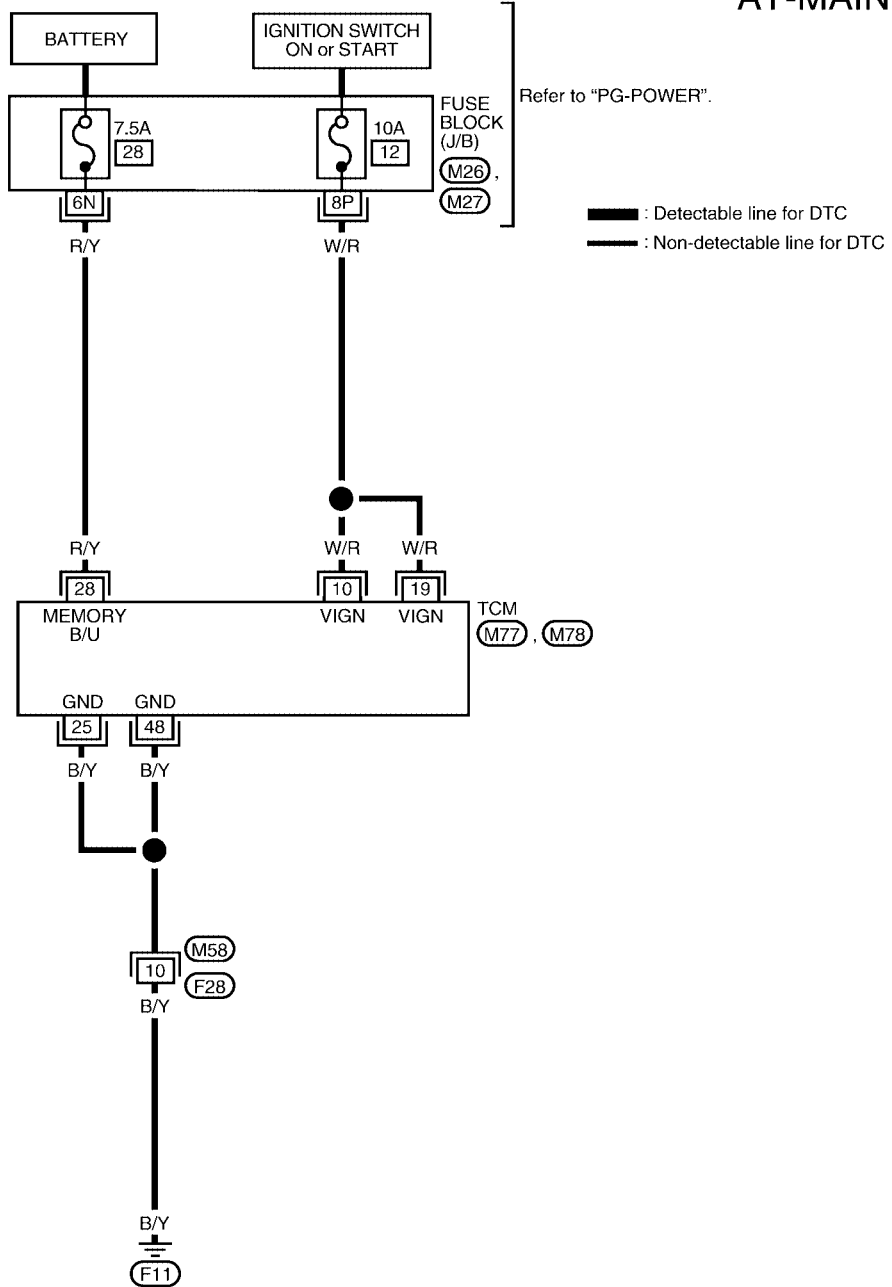 AT-MAIN
BATTERY
IGNITION SWITCH
ON or START
Refer to “PG-POWER”.
7.5A
28
10A
12
FUSE
BLOCK
(J/B)
M26 ,
M27
6N
8P
: Detectable line for DTC
: Non-detectable line for DTC
R/Y
W/R
R/Y
W/R
W/R
28
10
19
MEMORY
B/U
VIGN
VIGN
TCM
M77 , M78
GND
GND
25
48
B/Y
B/Y
M58
10
F28
B/Y
B/Y
F11